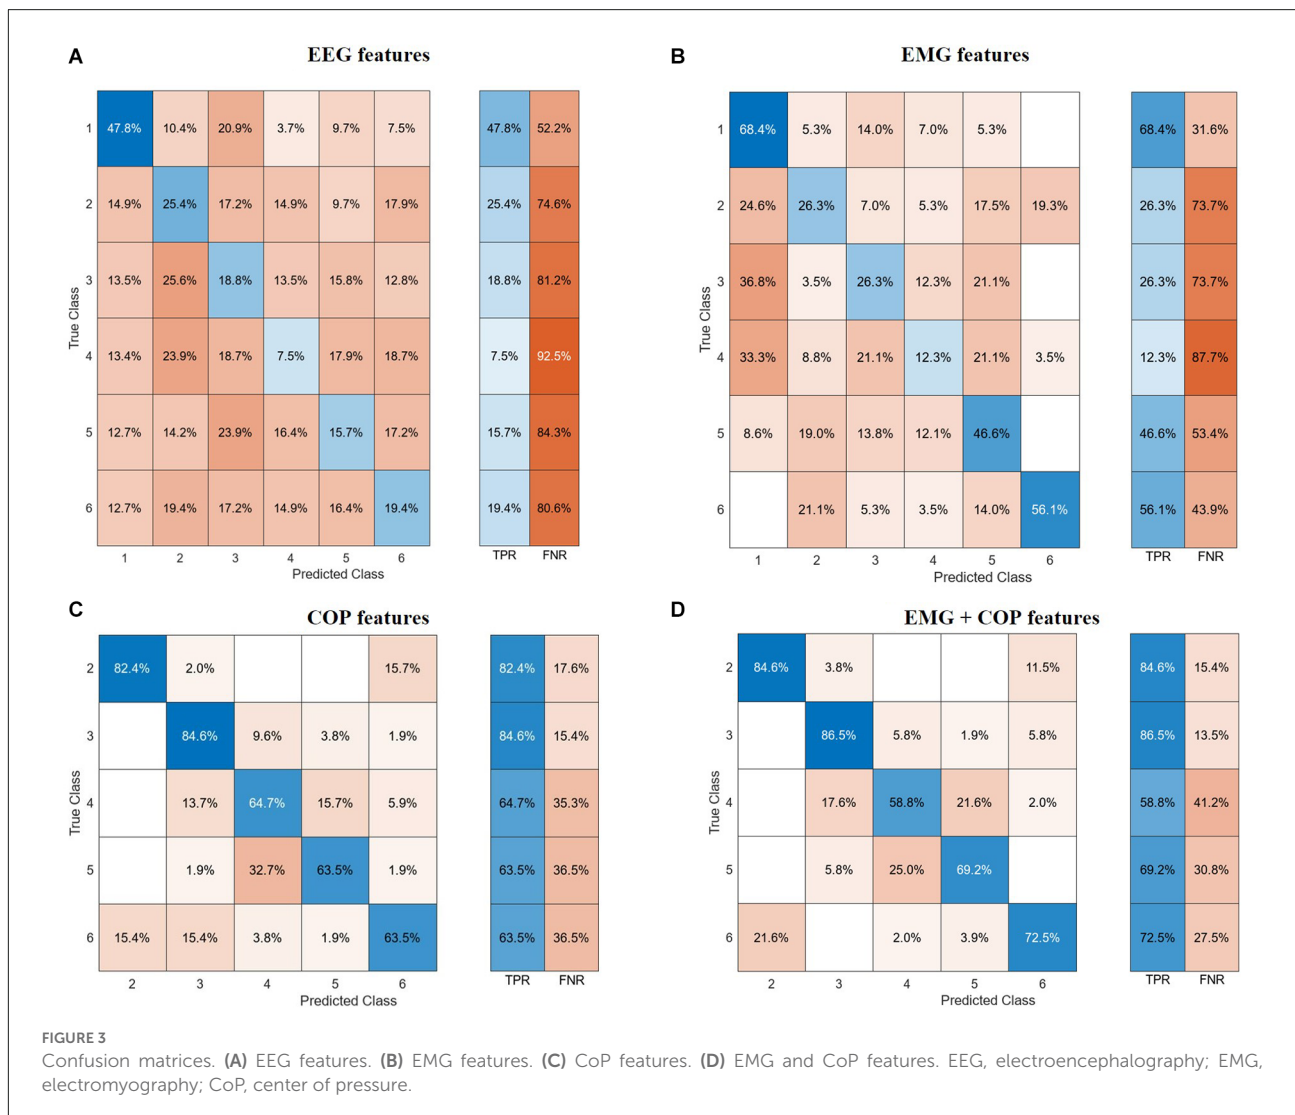 A
EEG features
1
47.8% 10.4% 20.9% 3.7% 9.7% 7.5% 47.8% 52.2%
2
14.9% 25.4% 17.2% 14.9% 9.7% 17.9% 25.4% 74.6%
3
13.5% 25.6% 18.8% 13.5% 15.8% 12.8% 18.8% 81.2%
4
13.4% 23.9% 18.7% 7.5% 17.9% 18.7% 7.5% 92.5%
5
12.7% 14.2% 23.9% 16.4% 15.7% 17.2% 15.7% 84.3%
6
12.7% 19.4% 17.2% 14.9% 16.4% 19.4% 19.4% 80.6%
True Class
1 2 3 4 5 6
TPR FNR
Predicted Class
B
EMG features
1
68.4% 5.3% 14.0% 7.0% 5.3% 68.4% 31.6%
2
24.6% 26.3% 7.0% 5.3% 17.5% 19.3% 26.3% 73.7%
3
36.8% 3.5% 26.3% 12.3% 21.1% 26.3% 73.7%
4
33.3% 8.8% 21.1% 12.3% 21.1% 3.5% 12.3% 87.7%
5
8.6% 19.0% 13.8% 12.1% 46.6% 46.6% 53.4%
6
21.1% 5.3% 3.5% 14.0% 56.1% 56.1% 43.9%
True Class
1 2 3 4 5 6
TPR FNR
Predicted Class
C
COP features
2
82.4% 2.0% 15.7% 82.4% 17.6%
3
84.6% 9.6% 3.8% 1.9% 84.6% 15.4%
4
13.7% 64.7% 15.7% 5.9% 64.7% 35.3%
5
1.9% 32.7% 63.5% 1.9% 63.5% 36.5%
6
15.4% 15.4% 3.8% 1.9% 63.5% 63.5% 36.5%
True Class
2 3 4 5 6
TPR FNR
Predicted Class
D
EMG + COP features
2
84.6% 3.8% 11.5% 84.6% 15.4%
3
86.5% 5.8% 1.9% 5.8% 86.5% 13.5%
4
17.6% 58.8% 21.6% 2.0% 58.8% 41.2%
5
5.8% 25.0% 69.2% 69.2% 30.8%
6
21.6% 2.0% 3.9% 72.5% 72.5% 27.5%
True Class
2 3 4 5 6
TPR FNR
Predicted Class
FIGURE 3
Confusion matrices. (A) EEG features. (B) EMG features. (C) CoP features. (D) EMG and CoP features. EEG, electroencephalography; EMG,
electromyography; CoP, center of pressure.